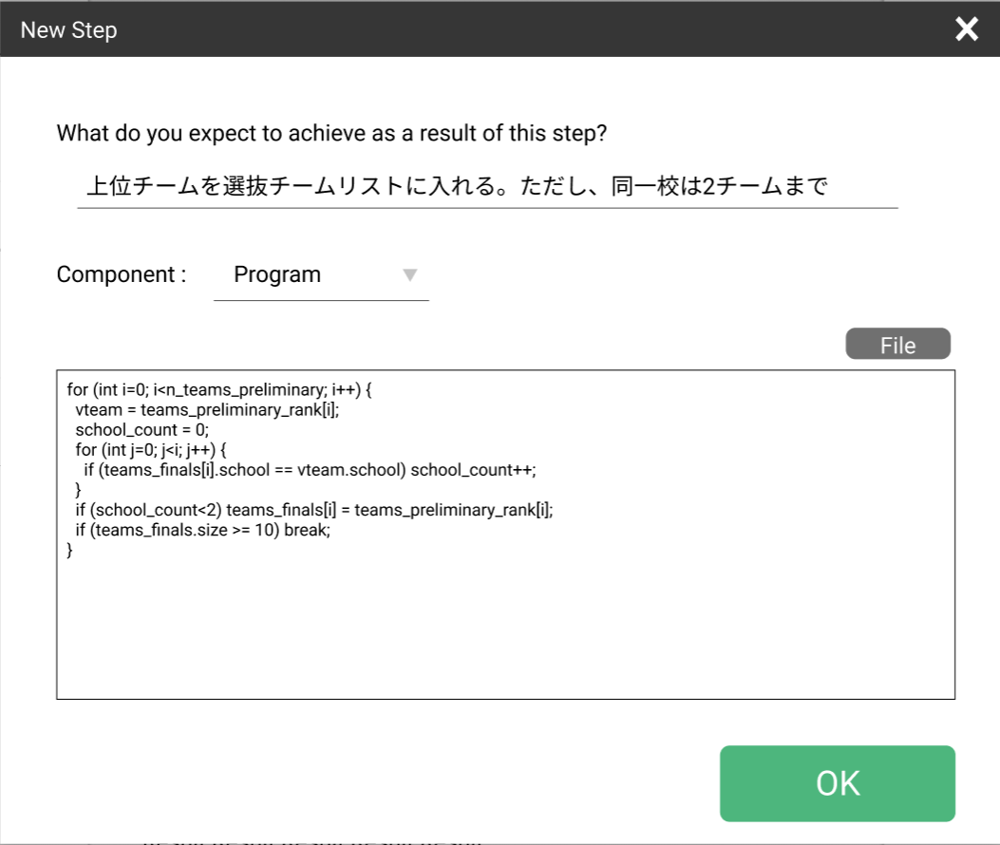 New Step
What do you expect to achieve as a result of this step?
上位チームを選抜チームリストに入れる。ただし、同一校は2チームまで
Component : Program
File
for (int i=0; i<n_teams_preliminary; i++) {
vteam = teams_preliminary_rank[i];
school_count = 0;
for (int j=0; j<i; j++) {
if (teams_finals[i].school == vteam.school) school_count++;
}
if (school_count<2) teams_finals[i] = teams_preliminary_rank[i];
if (teams_finals.size >= 10) break;
}
OK